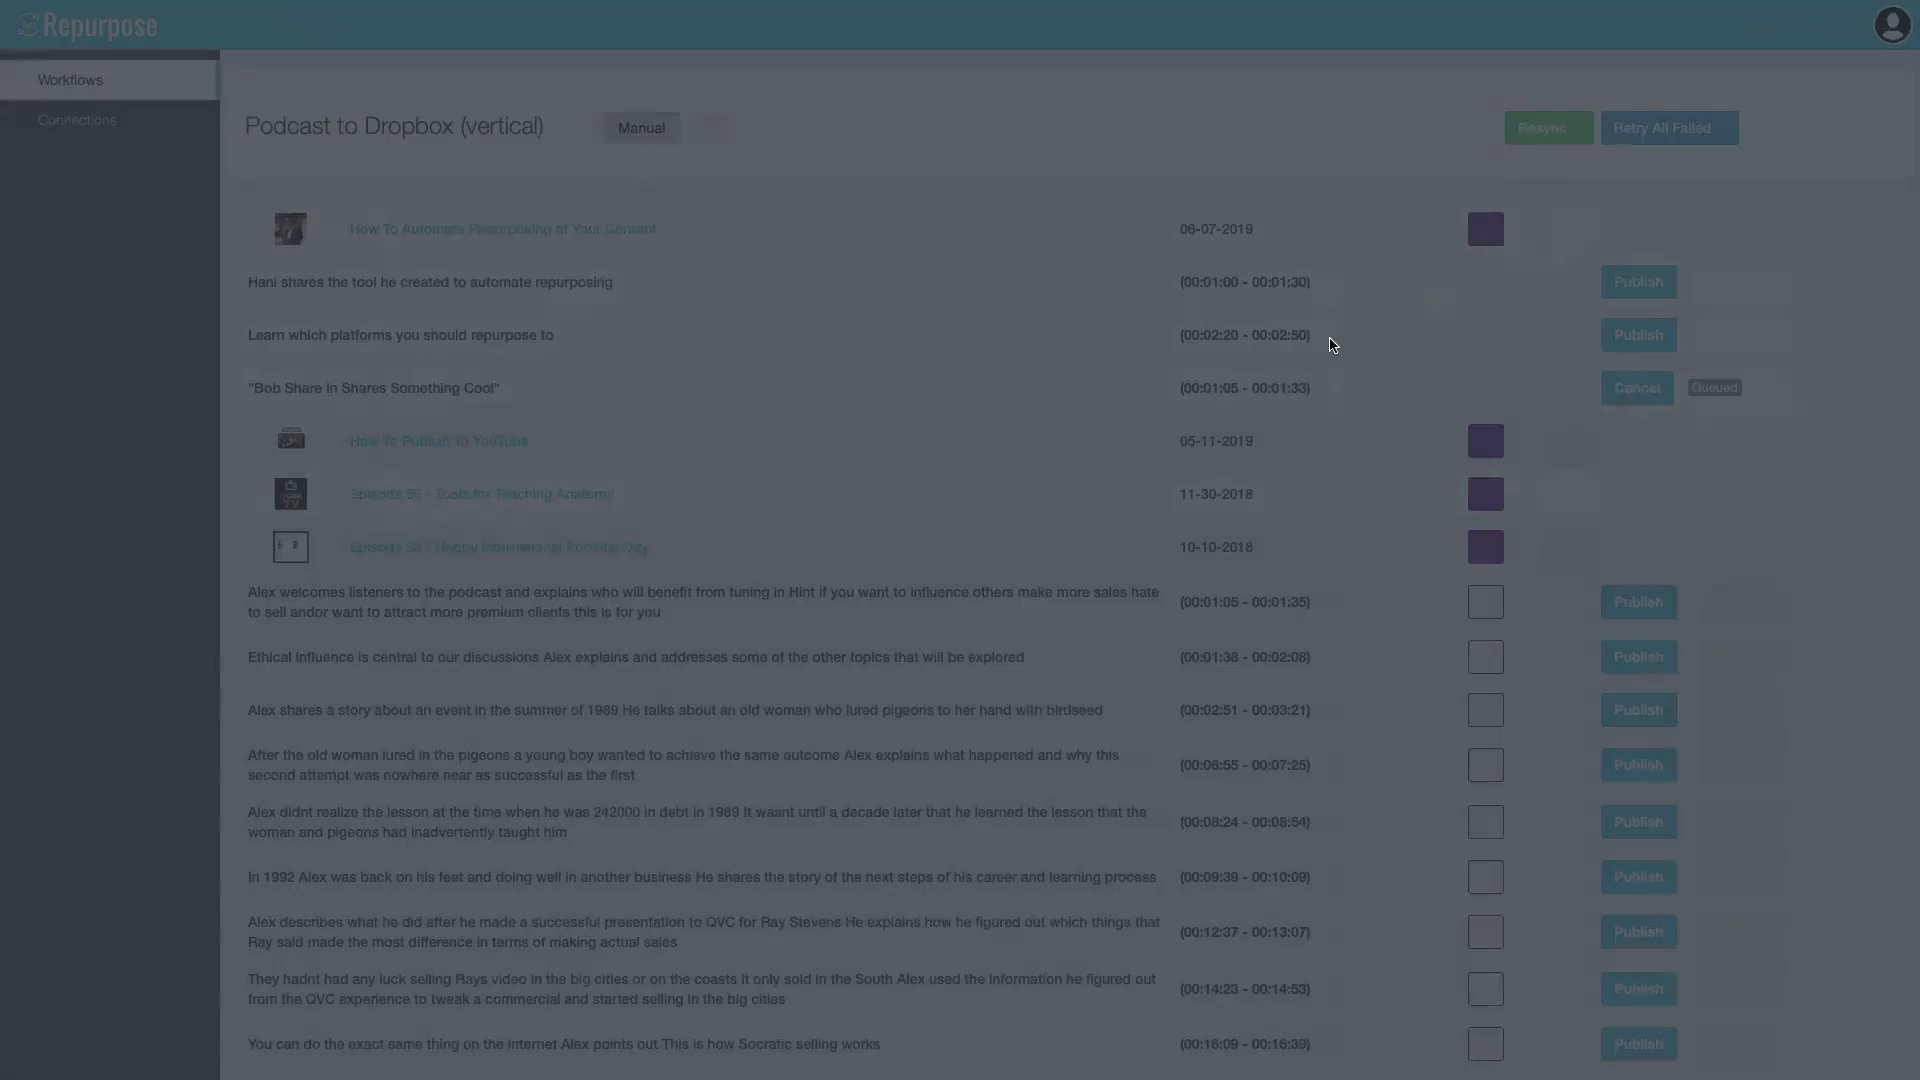 Repurpose
Workflows
Connections
Podcast to Dropbox (vertical)
Manual
Resync
Retry All Failed
How To Automate Repurposing of Your Content
06-07-2019
Hani shares the tool he created to automate repurposing
(00:01:00 - 00:01:30)
Publish
Learn which platforms you should repurpose to
(00:02:20 - 00:02:50)
Publish
"Bob Share in Shares Something Cool"
(00:01:05 - 00:01:33)
Cancel
Queued
How To Publish To YouTube
05-11-2019
Tools for Teaching Anatomy
11-30-2018
Happy International Podcast Day
10-10-2018
Alex welcomes listeners to the podcast and explains who will benefit from tuning in Hint if you want to influence others make more sales hate
to sell andor want to attract more premium clients this is for you
(00:01:05 - 00:01:35)
Publish
Ethical influence is central to our discussions Alex explains and addresses some of the other topics that will be explored
(00:01:38 - 00:02:08)
Publish
Alex shares a story about an event in the summer of 1989 He talks about an old woman who lured pigeons to her hand with birdseed
(00:02:51 - 00:03:21)
Publish
After the old woman lured in the pigeons a young boy wanted to achieve the same outcome Alex explains what happened and why this
second attempt was nowhere near as successful as the first
(00:06:55 - 00:07:25)
Publish
Alex didnt realize the lesson at the time when he was 242000 in debt in 1989 It wasnt until a decade later that he learned the lesson that the
woman and pigeons had inadvertently taught him
(00:08:24 - 00:08:54)
Publish
In 1992 Alex was back on his feet and doing well in another business He shares the story of the next steps of his career and learning process
(00:09:39 - 00:10:09)
Publish
Alex describes what he did after he made a successful presentation to QVC for Ray Stevens He explains how he figured out which things that
Ray said made the most difference in terms of making actual sales
(00:12:37 - 00:13:07)
Publish
They hadnt had any luck selling Rays video in the big cities or on the coasts It only sold in the South Alex used the information he figured out
from the QVC experience to tweak a commercial and started selling in the big cities
(00:14:23 - 00:14:53)
Publish
You can do the exact same thing on the internet Alex points out This is how Socratic selling works
(00:16:09 - 00:16:39)
Publish